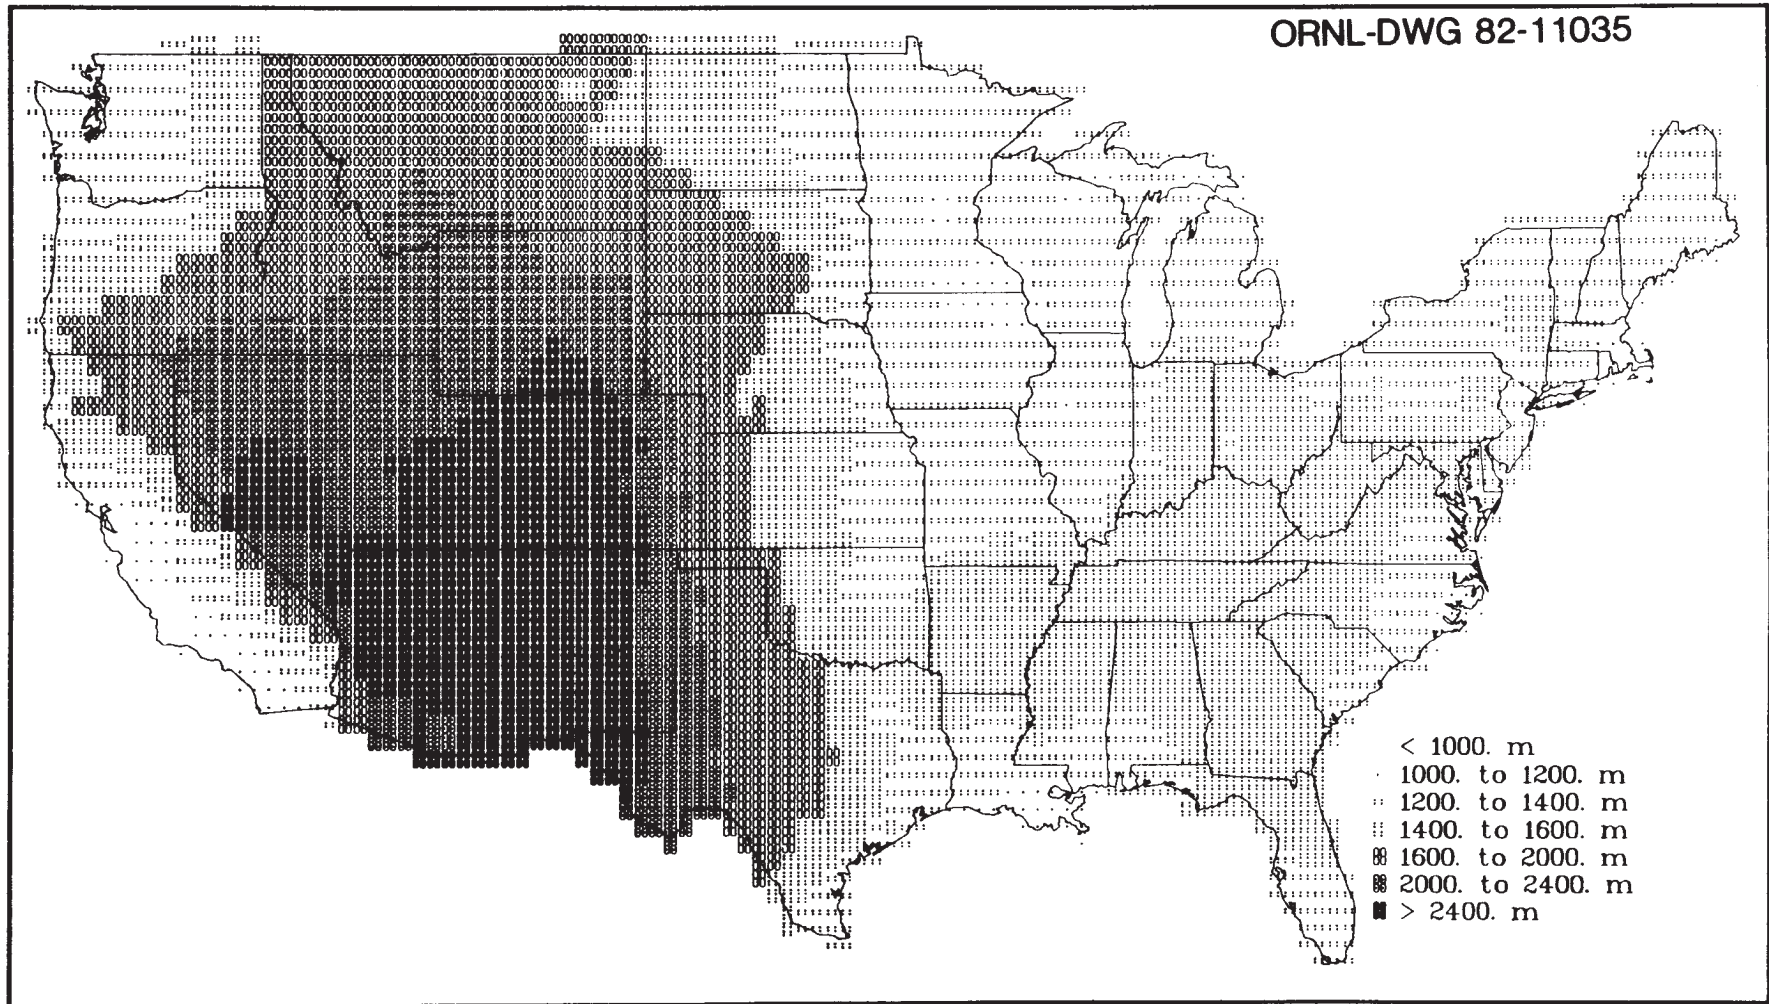 ORNL-DWG 82-11035
< 1000. m
1000. to 1200. m
1200. to 1400. m
1400. to 1600. m
1600. to 2000. m
2000. to 2400. m
> 2400. m